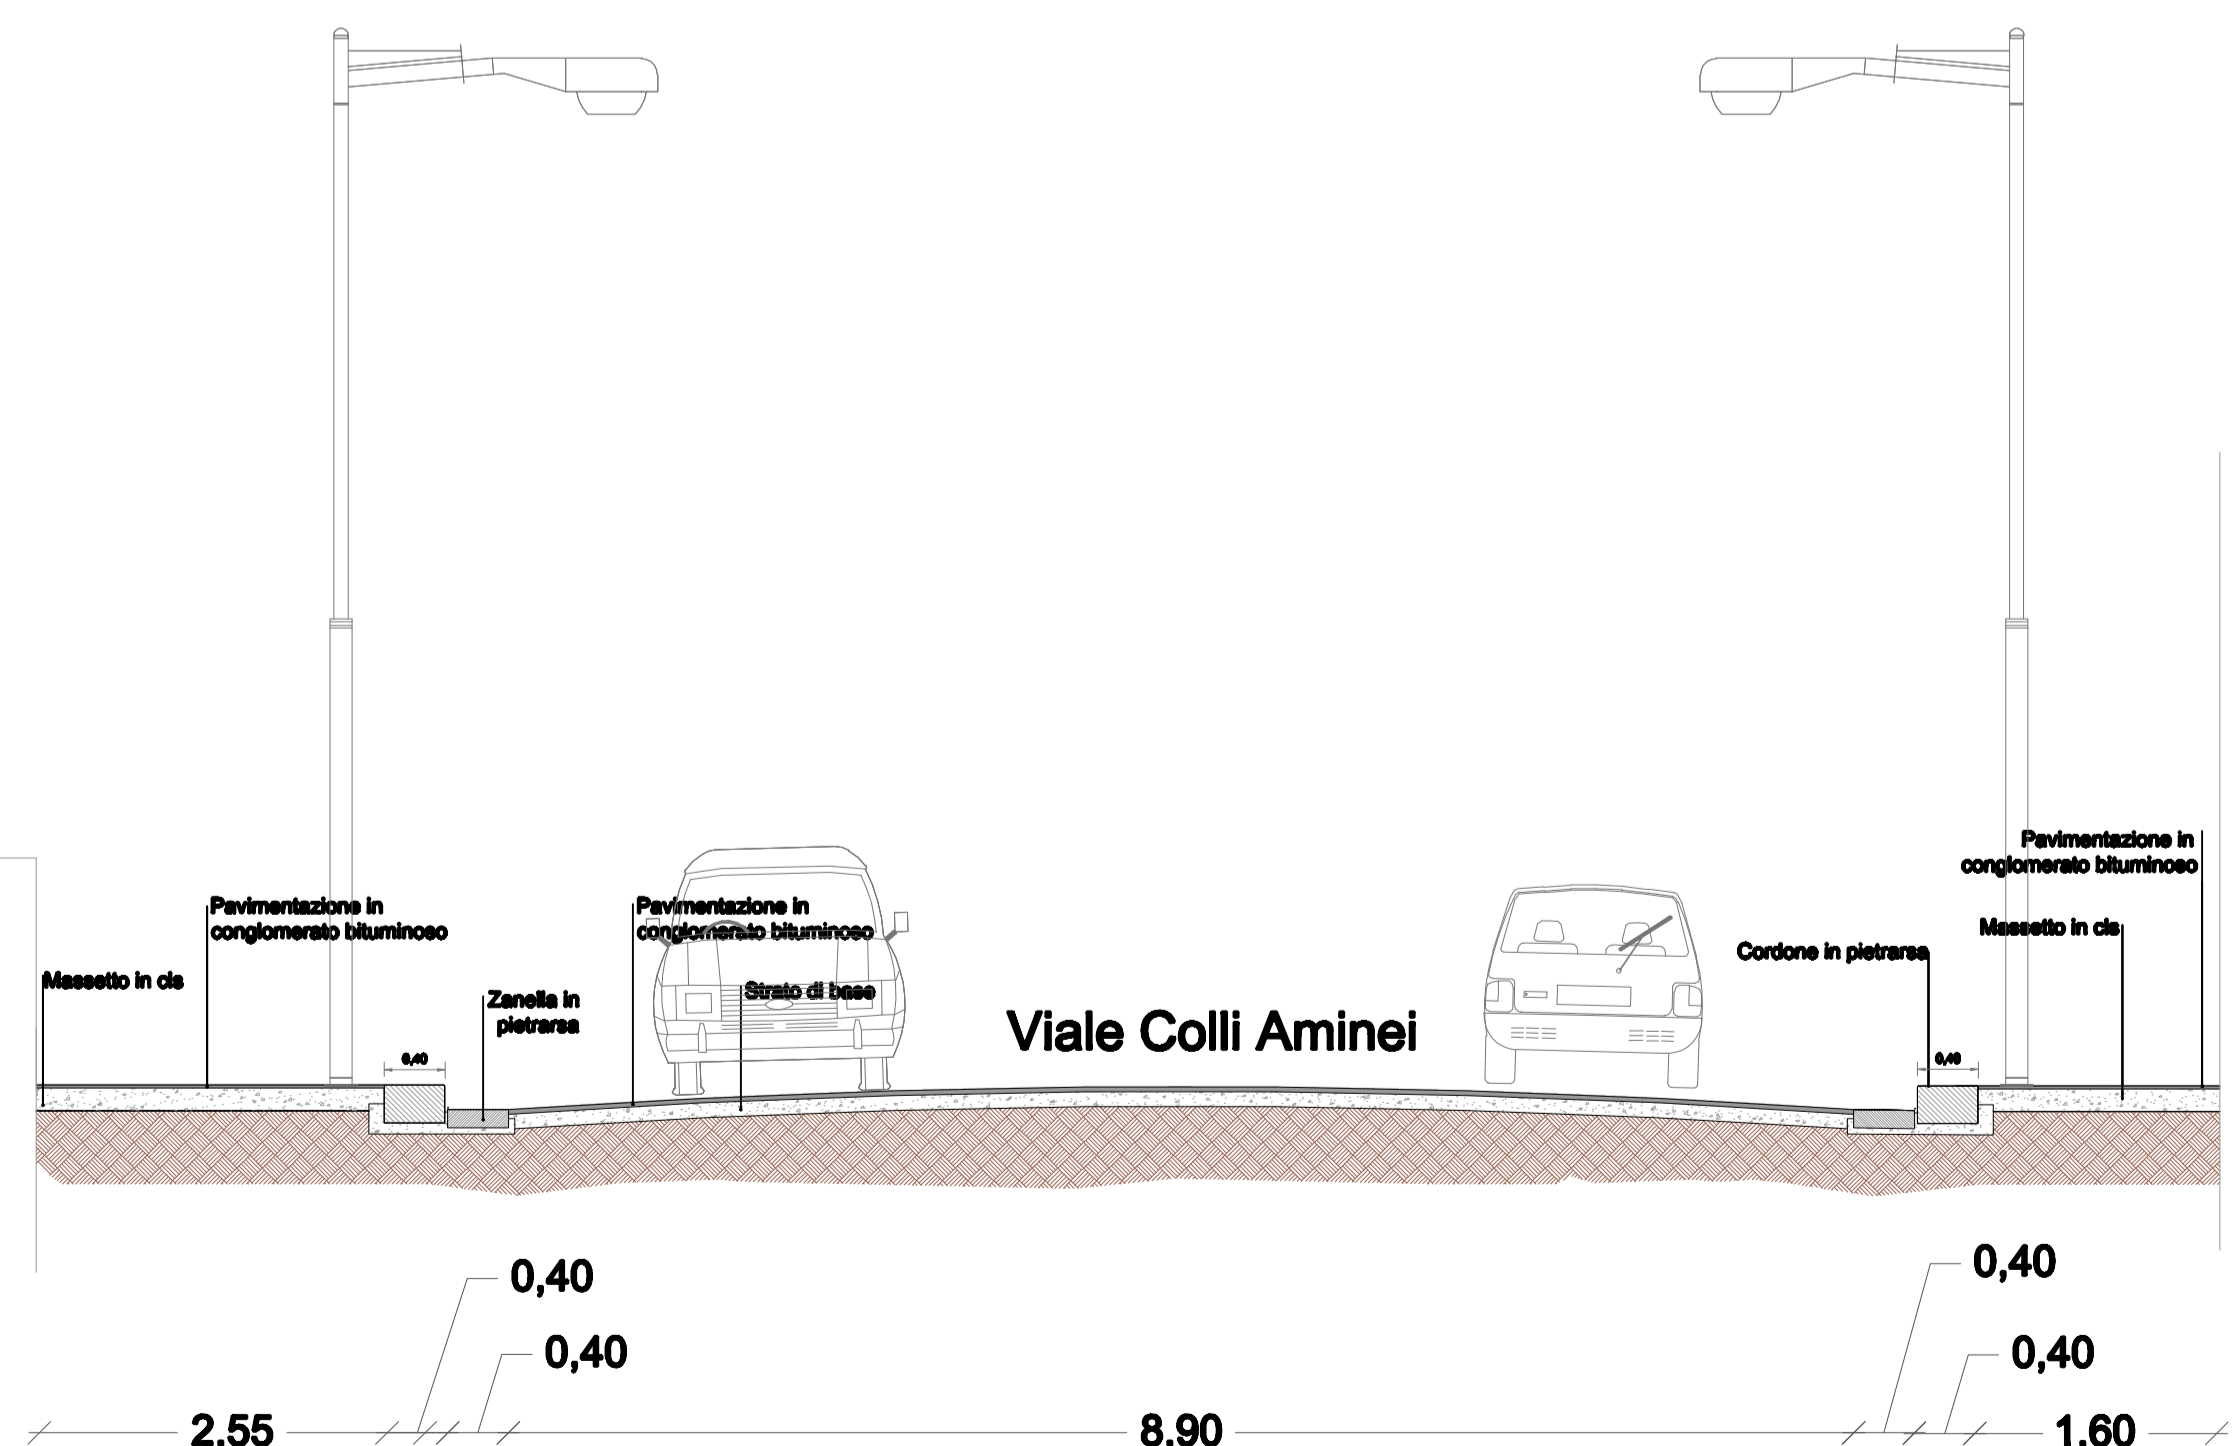 Pavimentazione in
conglomerato bituminoso
Massetto in cls
Zanella in
pietrarsa
0,40
Pavimentazione in
conglomerato bituminoso
Strato di base
Viale Colli Aminei
Pavimentazione in
conglomerato bituminoso
Massetto in cls
Cordone in pietrarsa
0,40
0,40
0,40
0,40
0,40
2,55
8,90
1,60